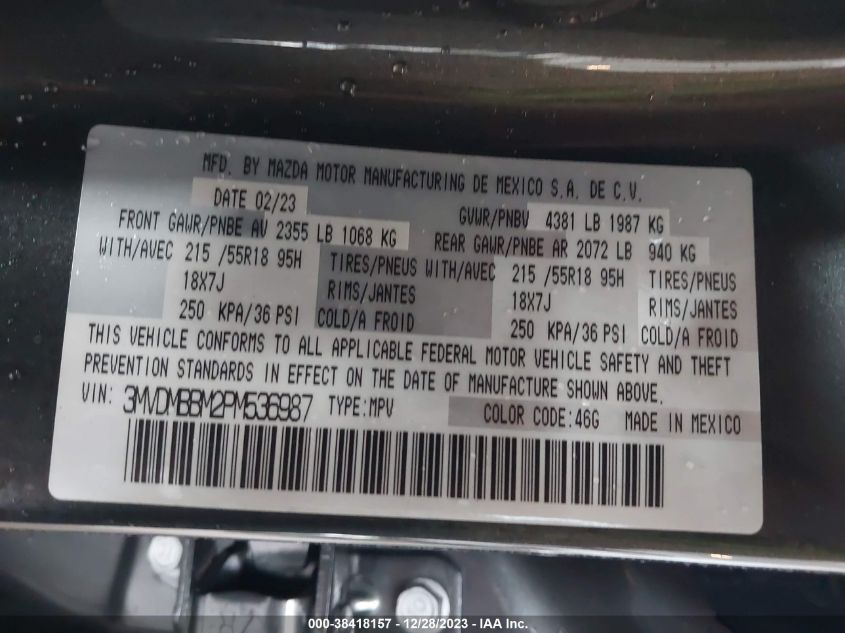 MFD. BY MAZDA MOTOR MANUFACTURING DE MEXICO S.A. DE C.V.
DATE 02/23 GVWR/PNBV 4381 LB 1987 KG
FRONT GAWR/PNBE AV 2355 LB 1068 KG REAR GAWR/PNBE AR 2072 LB 940 KG
WITH/AVEC 215 /55R18 95H TIRES/PNEUS WITH/AVEC 215 /55R18 95H TIRES/PNEUS
18X7J RIMS/JANTES 18X7J RIMS/JANTES
250 KPA/36 PSI COLD/A FROID 250 KPA/36 PSI COLD/A FROID
THIS VEHICLE CONFORMS TO ALL APPLICABLE FEDERAL MOTOR VEHICLE SAFETY AND THEFT
PREVENTION STANDARDS IN EFFECT ON THE DATE OF MANUFACTURE SHOWN ABOVE.
VIN: 3MVDMBBM2PM536987 TYPE:MPV COLOR CODE:46G MADE IN MEXICO
000-38418157 - 12/28/2023 - IAA Inc.